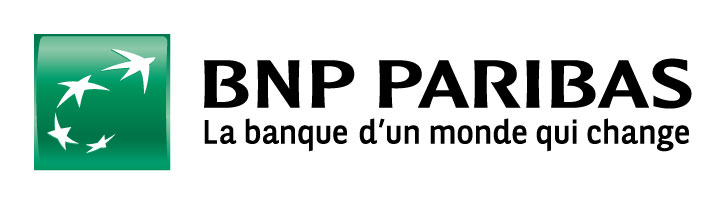 BNP PARIBAS
La banque d'un monde qui change